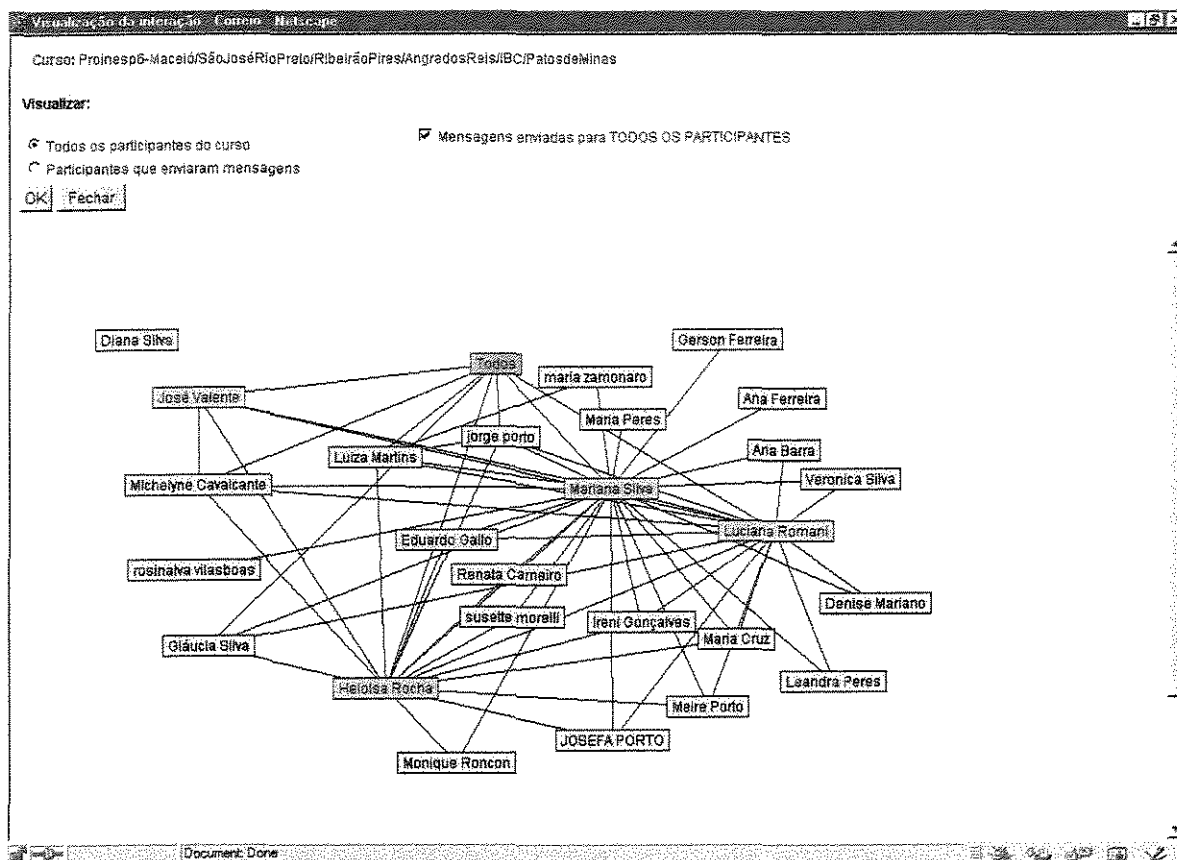 Visualização da interação - Correio - Netscape
Curso: Proinesp6-Maceió/SãoJoséRioPreto/RibeirãoPires/AngradosReis/IBC/PatosdeMinas
Visualizar:
Todos os participantes do curso
Mensagens enviadas para TODOS OS PARTICIPANTES
Participantes que enviaram mensagens
OK
Fechar
Diana Silva
Gerson Ferreira
Todos
maria zamonaro
José Valente
Ana Ferreira
Maria Peres
jorge porto
Ana Barra
Luiza Martins
Veronica Silva
Michelyne Cavalcante
Mariana Silva
Luciana Romani
Eduardo Gallo
rosinalva vilasboas
Renata Carneiro
Denise Mariano
susette morelli
Ireni Gonçalves
Maria Cruz
Gláucia Silva
Leandra Peres
Heloísa Rocha
Meire Porto
JOSEFA PORTO
Monique Roncon
Document: Done